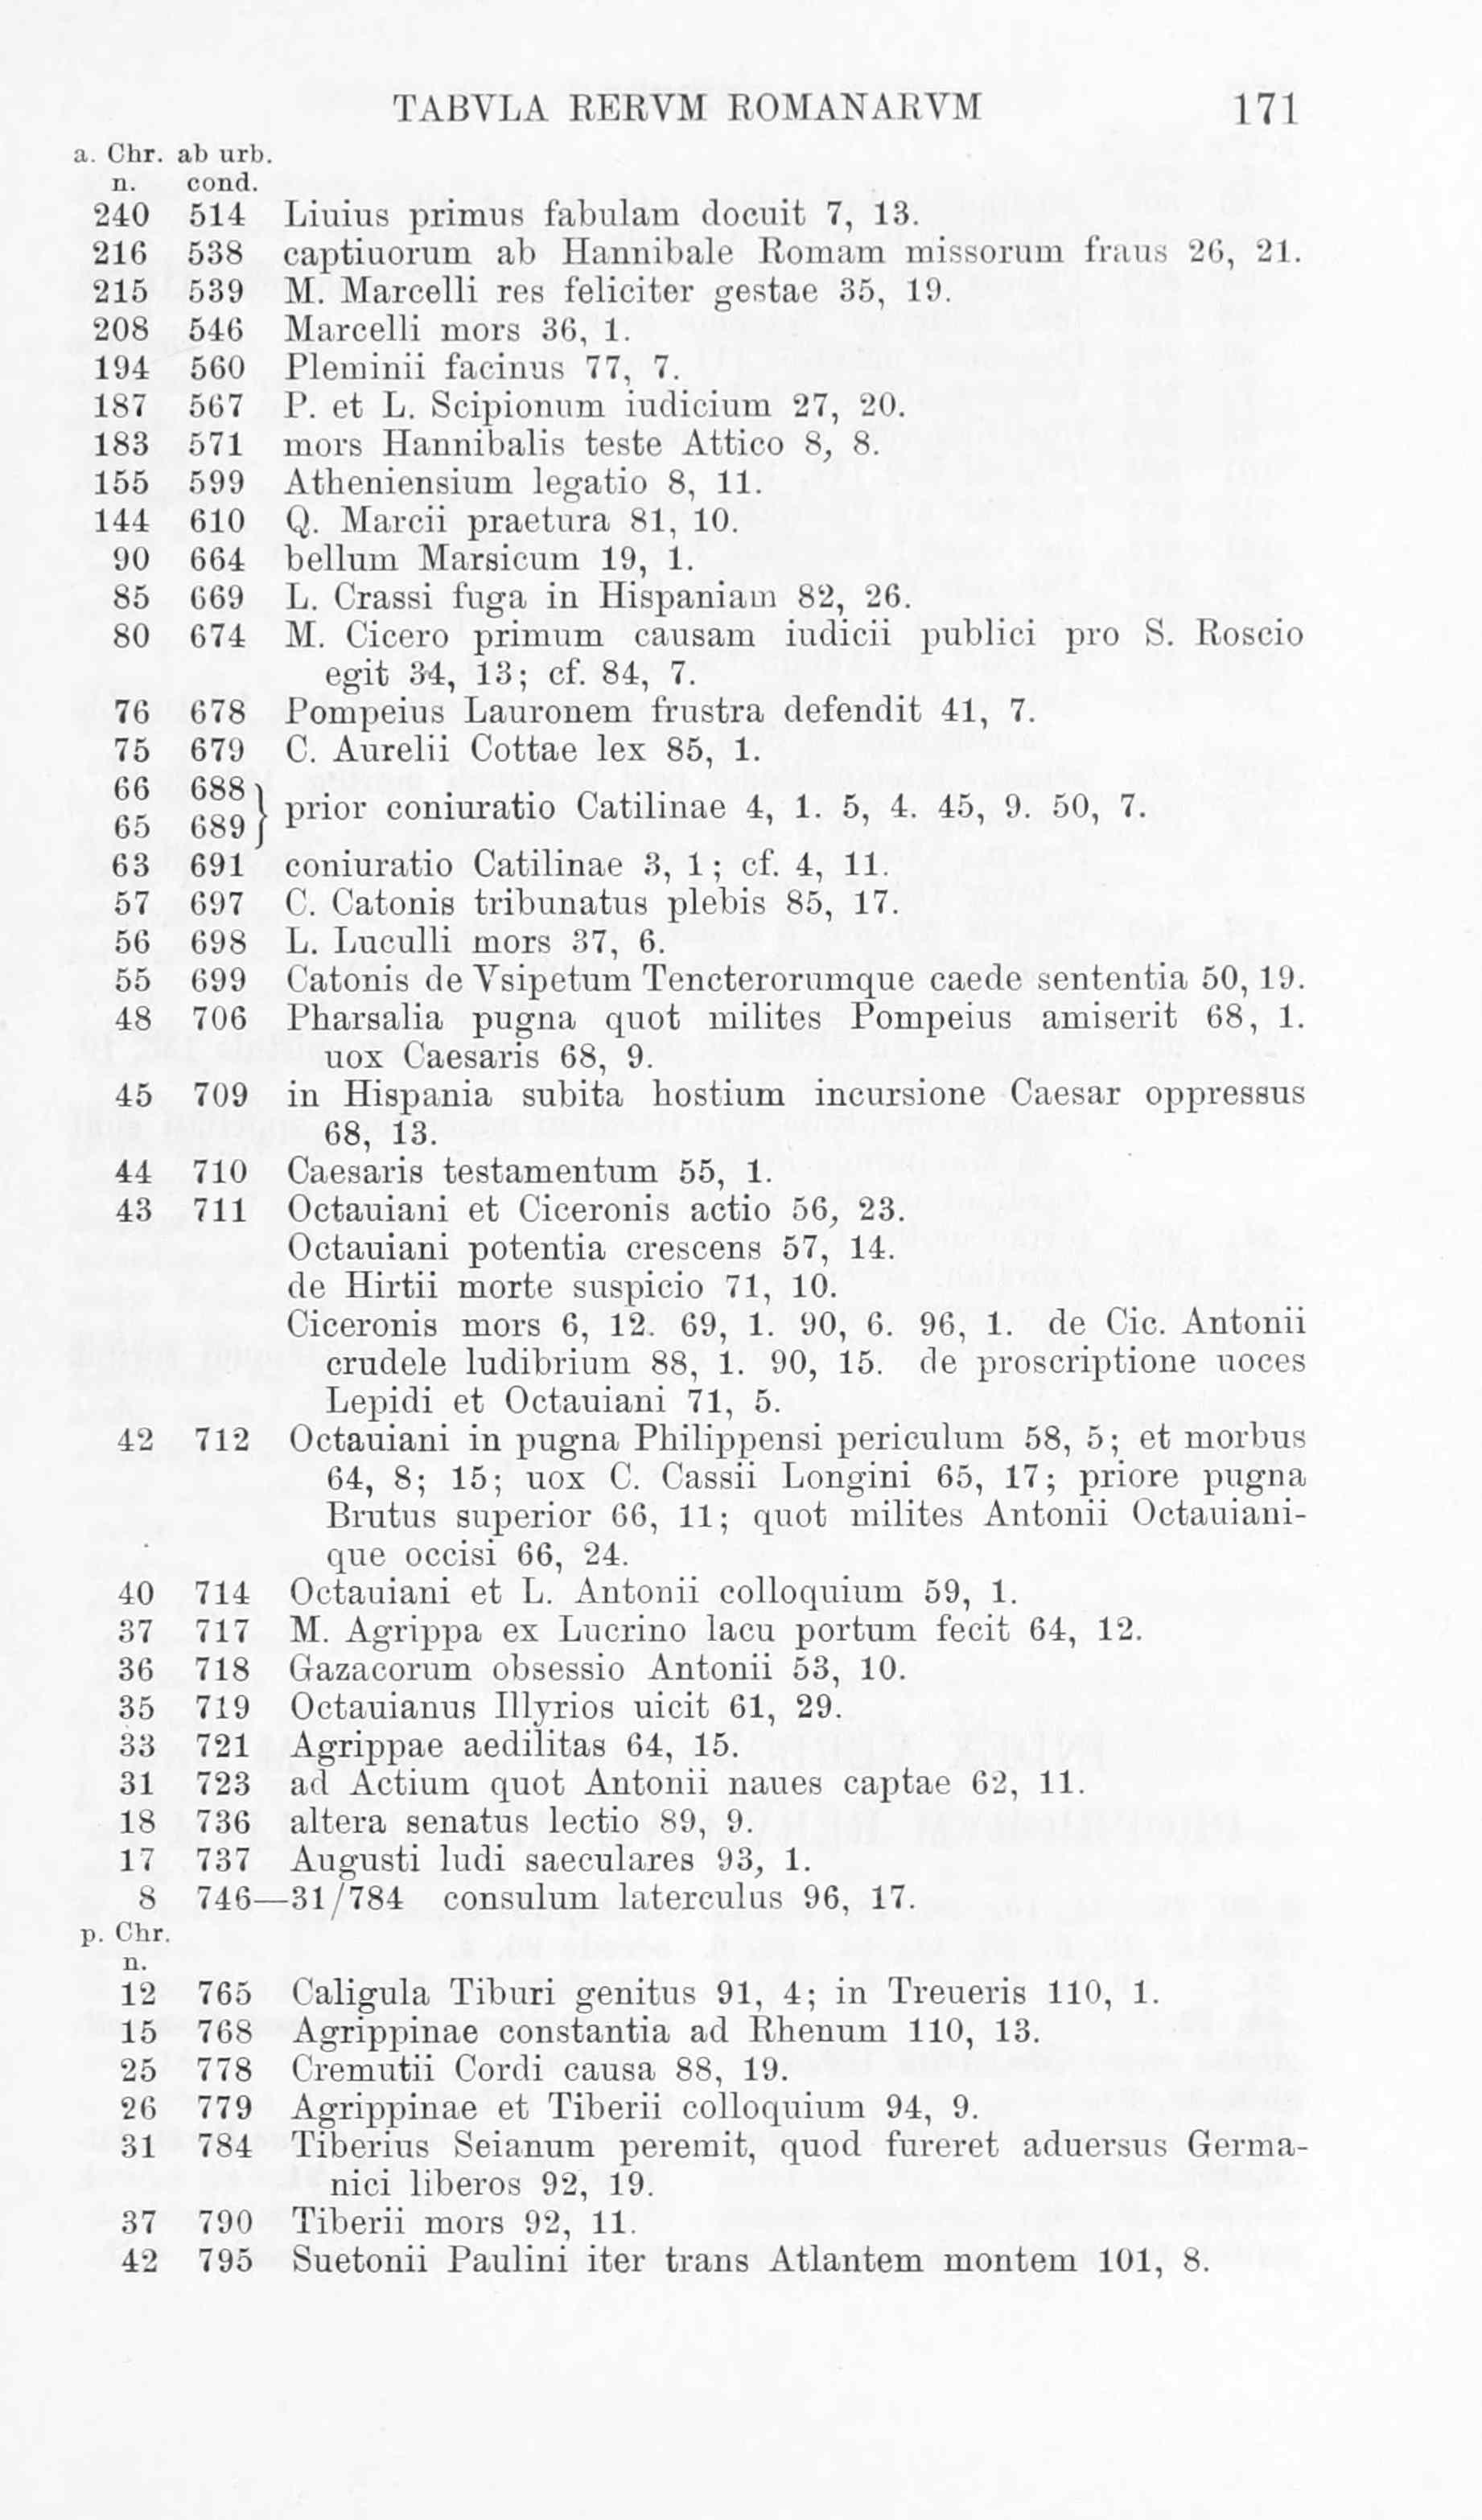 TABVLA RERVM ROMANARVM 171
a. Chr. ab urb.
n. cond.
240 514 Liuius primus fabulam docuit 7, 13.
216 538 captiuorum ab Hannibale Romam missorum fraus 26, 21.
215 539 M. Marcelli res feliciter gestae 35, 19.
208 546 Marcelli mors 36, 1.
194 560 Pleminii facinus 77, 7.
187 567 P. et L. Scipionum iudicium 27, 20.
183 571 mors Hannibalis teste Attico 8, 8.
155 599 Atheniensium legatio 8, 11.
144 610 Q. Marcii praetura 81, 10.
90 664 bellum Marsicum 19, 1.
85 669 L. Crassi fuga in Hispaniam 82, 26.
80 674 M. Cicero primum causam iudicii publici pro S. Roscio
egit 34, 13; cf. 84, 7.
76 678 Pompeius Lauronem frustra defendit 41, 7.
75 679 C. Aurelii Cottae lex 85, 1.
66 688
65 689 } prior coniuratio Catilinae 4, 1. 5, 4. 45, 9. 50, 7.
63 691 coniuratio Catilinae 3, 1; cf. 4, 11.
57 697 C. Catonis tribunatus plebis 85, 17.
56 698 L. Luculli mors 37, 6.
55 699 Catonis de Vsipetum Tencterorumque caede sententia 50, 19.
48 706 Pharsalia pugna quot milites Pompeius amiserit 68, 1.
uox Caesaris 68, 9.
45 709 in Hispania subita hostium incursione Caesar oppressus
68, 13.
44 710 Caesaris testamentum 55, 1.
43 711 Octauiani et Ciceronis actio 56, 23.
Octauiani potentia crescens 57, 14.
de Hirtii morte suspicio 71, 10.
Ciceronis mors 6, 12. 69, 1. 90, 6. 96, 1. de Cic. Antonii
crudele ludibrium 88, 1. 90, 15. de proscriptione uoces
Lepidi et Octauiani 71, 5.
42 712 Octauiani in pugna Philippensi periculum 58, 5; et morbus
64, 8; 15; uox C. Cassii Longini 65, 17; priore pugna
Brutus superior 66, 11; quot milites Antonii Octauiani-
que occisi 66, 24.
40 714 Octauiani et L. Antonii colloquium 59, 1.
37 717 M. Agrippa ex Lucrino lacu portum fecit 64, 12.
36 718 Gazacorum obsessio Antonii 53, 10.
35 719 Octauianus Illyrios uicit 61, 29.
33 721 Agrippae aedilitas 64, 15.
31 723 ad Actium quot Antonii naues captae 62, 11.
18 736 altera senatus lectio 89, 9.
17 737 Augusti ludi saeculares 93, 1.
8 746—31/784 consulum laterculus 96, 17.
p. Chr.
n.
12 765 Caligula Tiburi genitus 91, 4; in Treueris 110, 1.
15 768 Agrippinae constantia ad Rhenum 110, 13.
25 778 Cremutii Cordi causa 88, 19.
26 779 Agrippinae et Tiberii colloquium 94, 9.
31 784 Tiberius Seianum peremit, quod fureret aduersus Germa-
nici liberos 92, 19.
37 790 Tiberii mors 92, 11.
42 795 Suetonii Paulini iter trans Atlantem montem 101, 8.